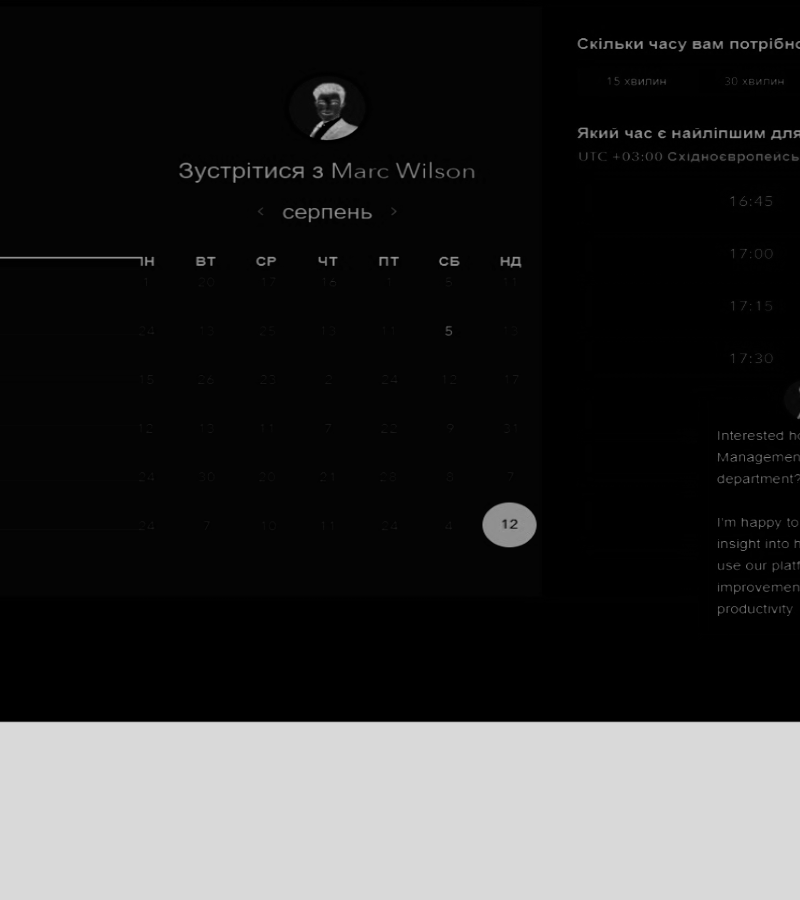 Зустрітися з Marc Wilson
< серпень >
ПН ВТ СР ЧТ ПТ СБ НД
1 20 17 16 1 5 11
24 13 25 10 11 5 13
15 26 23 2 24 12 17
12 13 11 7 22 9 31
24 30 20 21 23 8 7
24 7 10 11 24 4 12
Скільки часу вам потрібно
15 хвилин 30 хвилин
Який час є найліпшим для
UTC +03:00 Східноєвропейсь
16:45
17:00
17:15
17:30
Interested
Managemen
department?
I'm happy to
insight into
use our platf
improvemen
productivity